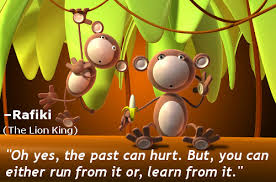 –Rafiki
(The Lion King)
"Oh yes, the past can hurt. But, you can
either run from it or, learn from it."